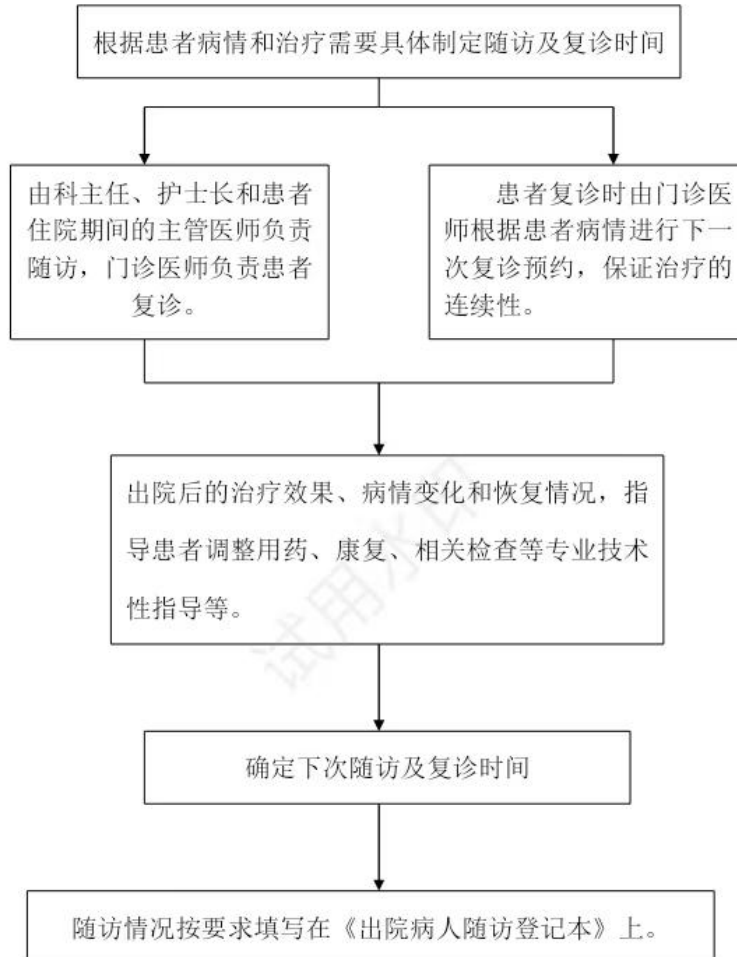 根据患者病情和治疗需要具体制定随访及复诊时间
由科主任、护士长和患者
住院期间的主管医师负责
随访，门诊医师负责患者
复诊。
患者复诊时由门诊医
师根据患者病情进行下一
次复诊预约，保证治疗的
连续性。
出院后的治疗效果、病情变化和恢复情况，指
导患者调整用药、康复、相关检查等专业技术
性指导等。
试用水印
确定下次随访及复诊时间
随访情况按要求填写在《出院病人随访登记本》上。